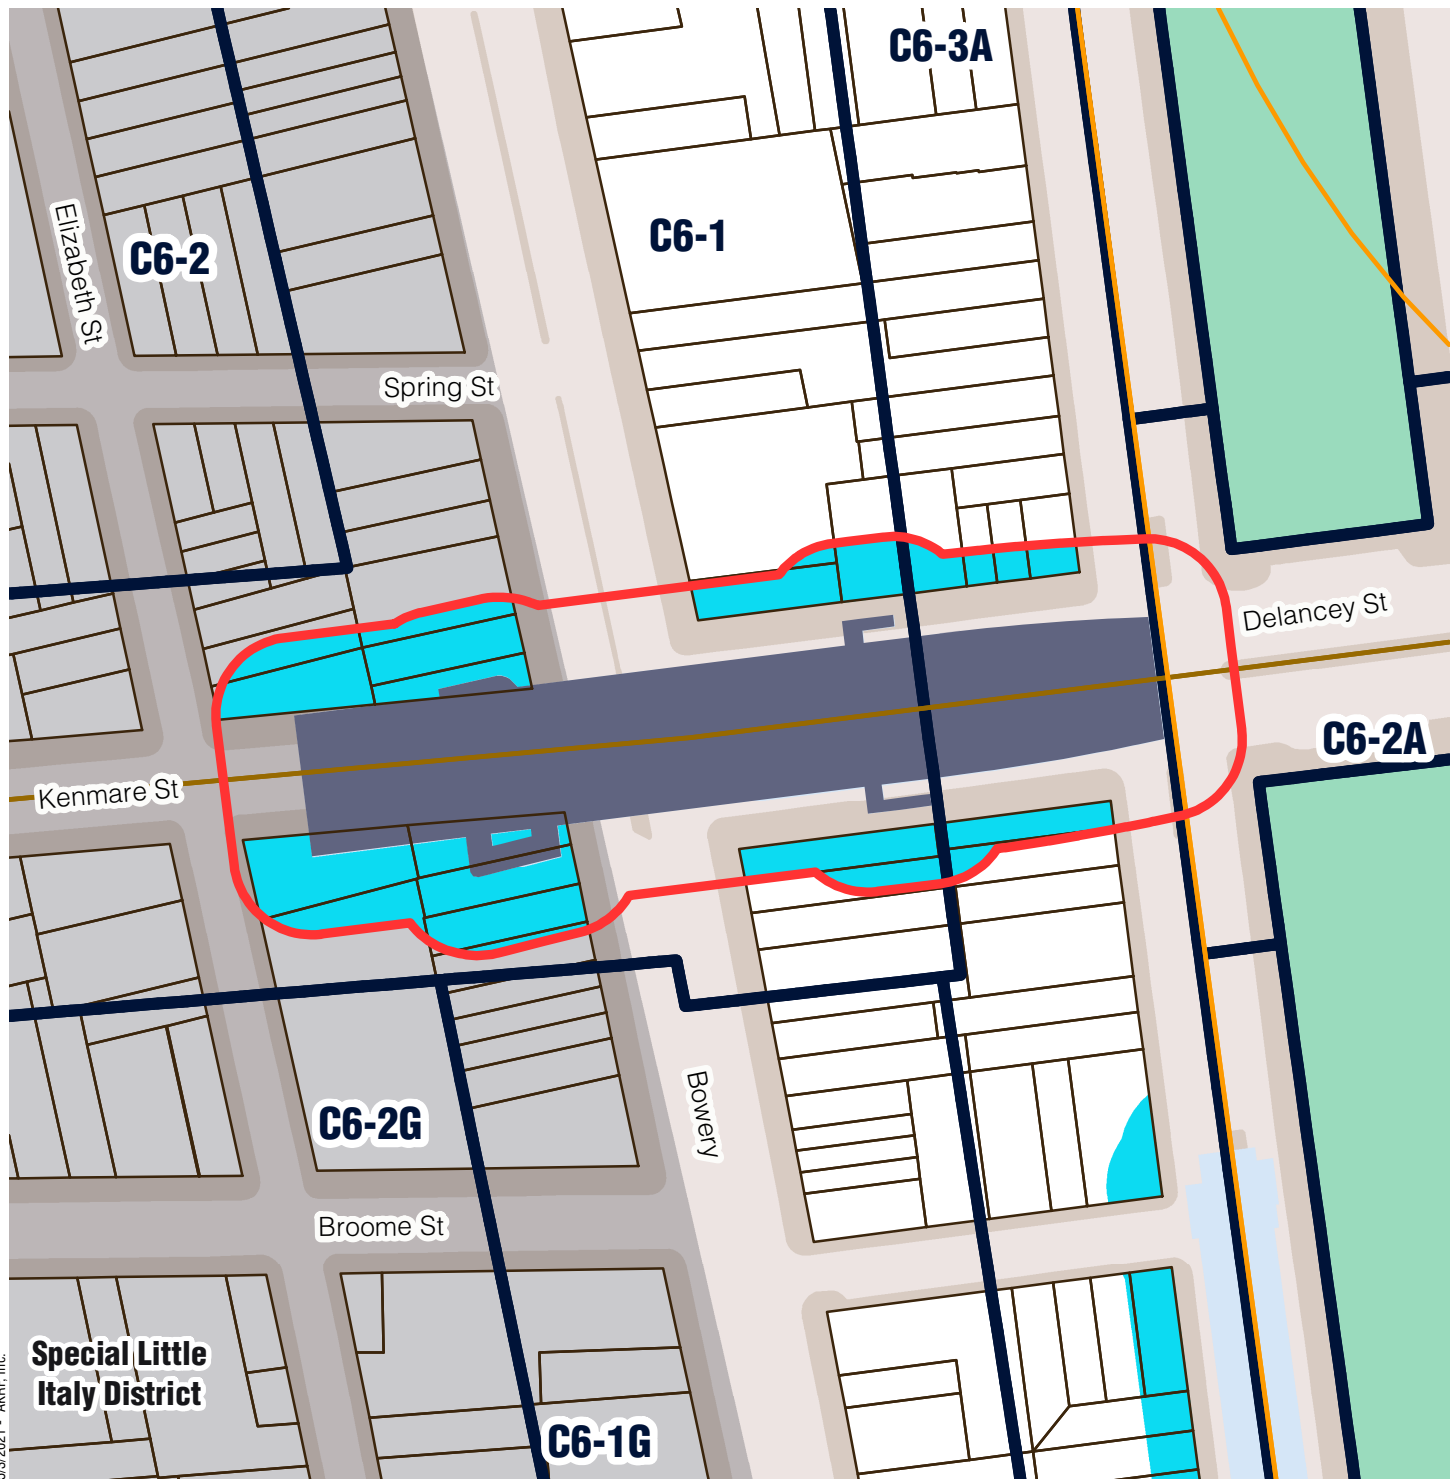 C6-3A
Elizabeth St
C6-2
C6-1
Spring St
Delancey St
C6-2A
Kenmare St
Bowery
C6-2G
Broome St
Special Little
Italy District
C6-1G